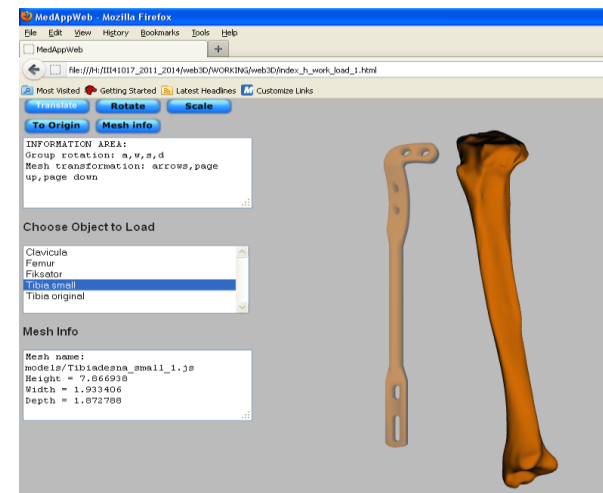 MedAppWeb - Mozilla Firefox
File Edit View History Bookmarks Tools Help
MedAppWeb +
file:///H:/III41017_2011_2014/web3D/WORKING/web3D/index_h_work_load_1.html
Most Visited Getting Started Latest Headlines Customize Links
Translate Rotate Scale
To Origin Mesh info
INFORMATION AREA:
Group rotation: a,w,s,d
Mesh transformation: arrows,page
up,page down
Choose Object to Load
Clavicula
Femur
Fiksator
Tibia small
Tibia original
Mesh Info
Mesh name:
models/Tibiadesna_small_1.js
Height = 7.866938
Width = 1.933406
Depth = 1.872788